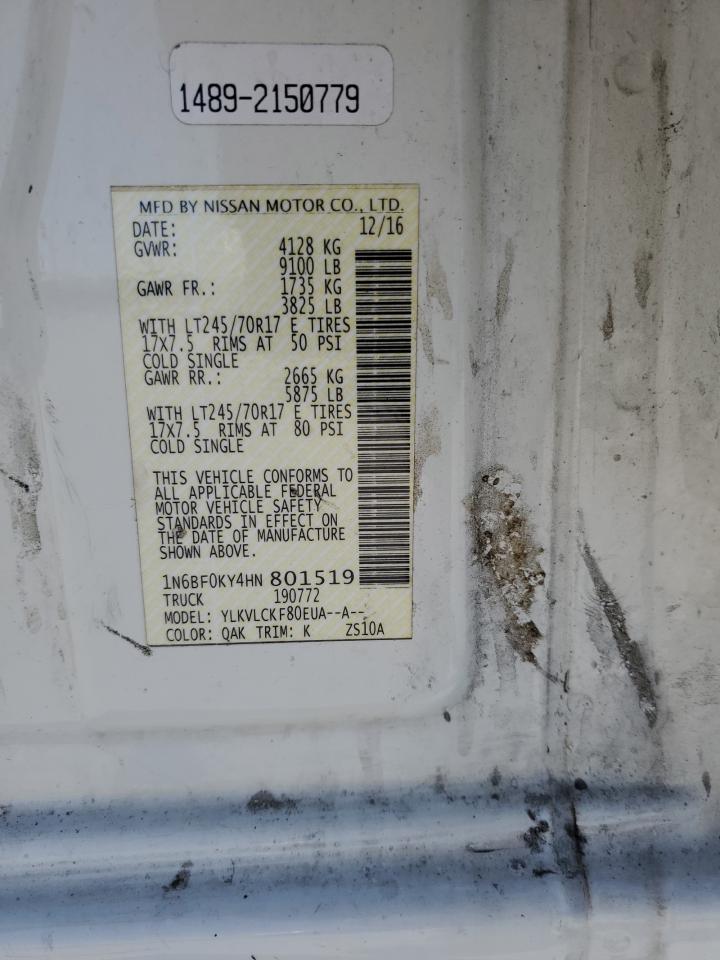 1489-2150779
MFD BY NISSAN MOTOR CO., LTD.
DATE: 12/16
GVWR: 4128 KG
9100 LB
GAWR FR.: 1735 KG
3825 LB
WITH LT245/70R17 E TIRES
17X7.5 RIMS AT 50 PSI
COLD SINGLE
GAWR RR.: 2665 KG
5875 LB
WITH LT245/70R17 E TIRES
17X7.5 RIMS AT 80 PSI
COLD SINGLE
THIS VEHICLE CONFORMS TO
ALL APPLICABLE FEDERAL
MOTOR VEHICLE SAFETY
STANDARDS IN EFFECT ON
THE DATE OF MANUFACTURE
SHOWN ABOVE.
1N6BF0KY4HN 801519
TRUCK 190772
MODEL: YLKVLCKF80EUA--A--
COLOR: QAK TRIM: K ZS10A